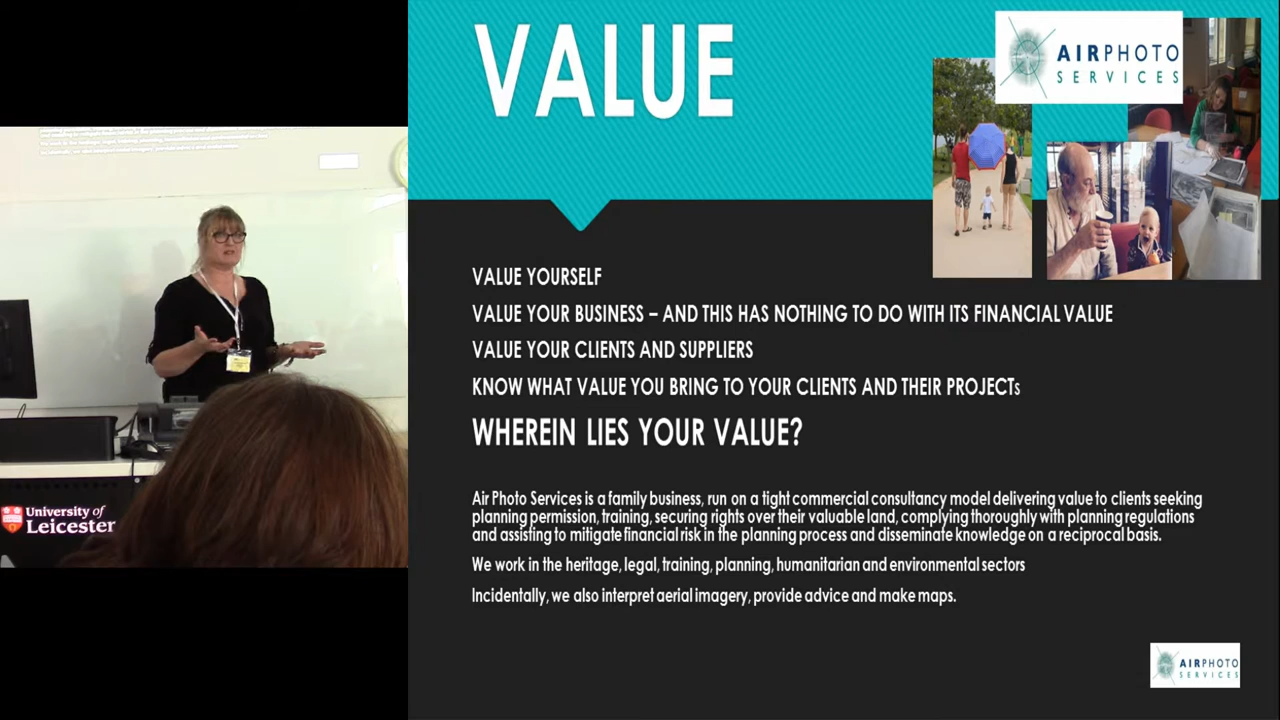 VALUE
AIRPHOTO
SERVICES
VALUE YOURSELF
VALUE YOUR BUSINESS – AND THIS HAS NOTHING TO DO WITH ITS FINANCIAL VALUE
VALUE YOUR CLIENTS AND SUPPLIERS
KNOW WHAT VALUE YOU BRING TO YOUR CLIENTS AND THEIR PROJECTs
WHEREIN LIES YOUR VALUE?
Air Photo Services is a family business, run on a tight commercial consultancy model delivering value to clients seeking
planning permission, training, securing rights over their valuable land, complying thoroughly with planning regulations
and assisting to mitigate financial risk in the planning process and disseminate knowledge on a reciprocal basis.
We work in the heritage, legal, training, planning, humanitarian and environmental sectors
Incidentally, we also interpret aerial imagery, provide advice and make maps.
AIRPHOTO
SERVICES
University of
Leicester